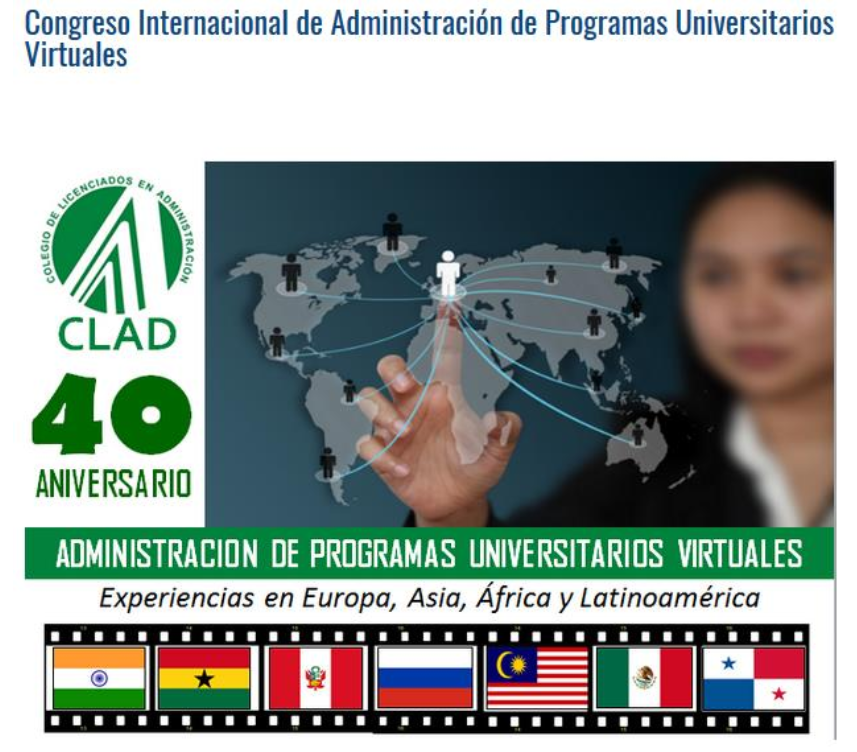 Congreso Internacional de Administración de Programas Universitarios
Virtuales
COLEGIO DE LICENCIADOS EN ADMINISTRACIÓN
CLAD
40
ANIVERSARIO
ADMINISTRACION DE PROGRAMAS UNIVERSITARIOS VIRTUALES
Experiencias en Europa, Asia, África y Latinoamérica